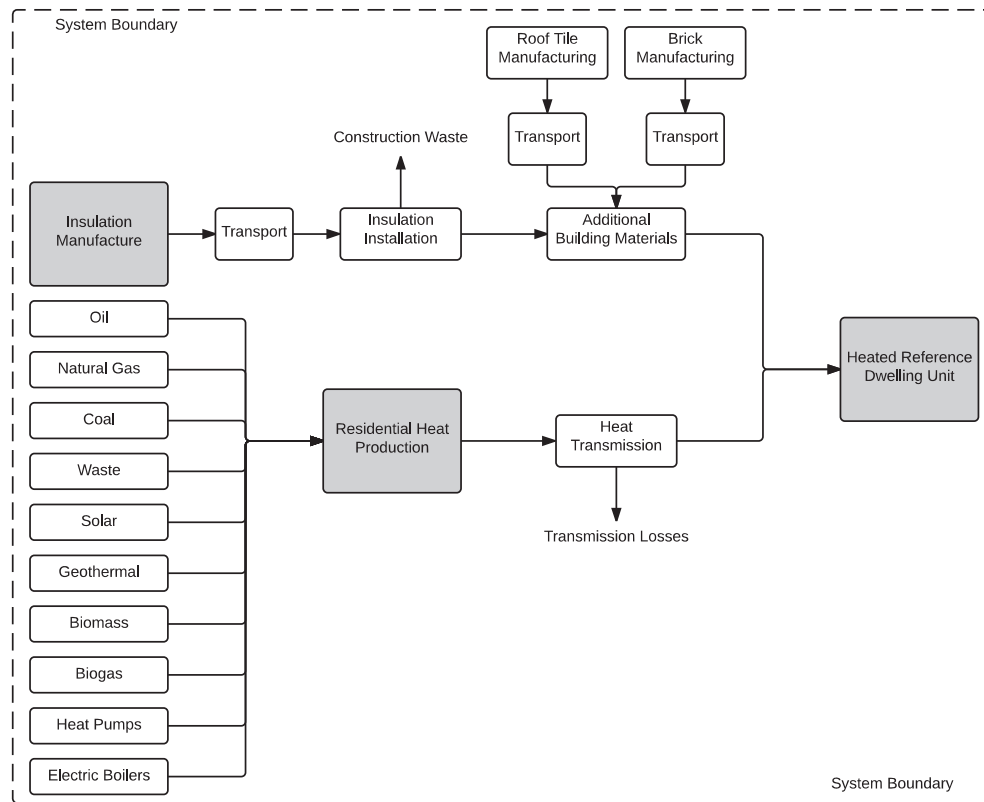 System Boundary
Roof Tile
Manufacturing
Brick
Manufacturing
Transport
Transport
Construction Waste
Insulation
Manufacture
Transport
Insulation
Installation
Additional
Building Materials
Oil
Natural Gas
Coal
Waste
Solar
Geothermal
Biomass
Biogas
Heat Pumps
Electric Boilers
Residential Heat
Production
Heat
Transmission
Transmission Losses
Heated Reference
Dwelling Unit
System Boundary